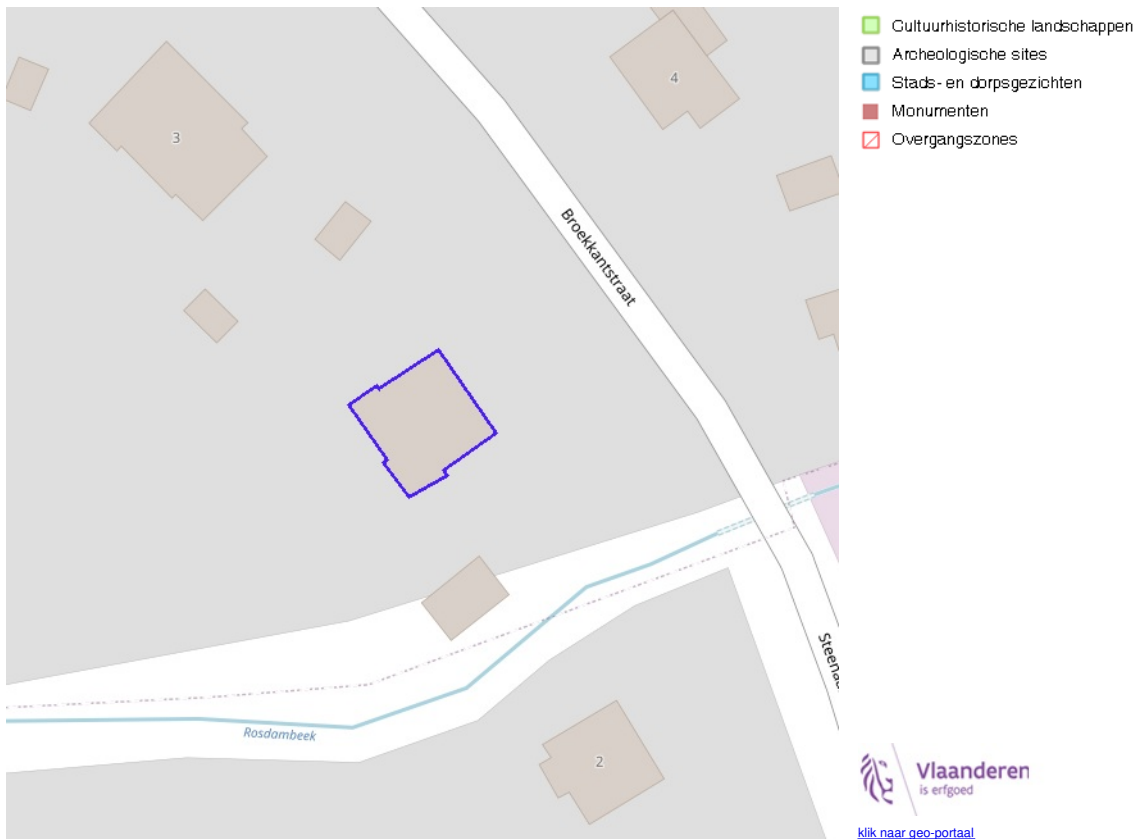 Cultuurhistorische landschappen
Archeologische sites
Stads- en dorpsgezichten
Monumenten
Overgangszones
3
4
Broekkantstraat
Rosdambeek
2
Vlaanderen
is erfgoed
klik naar geo-portaal